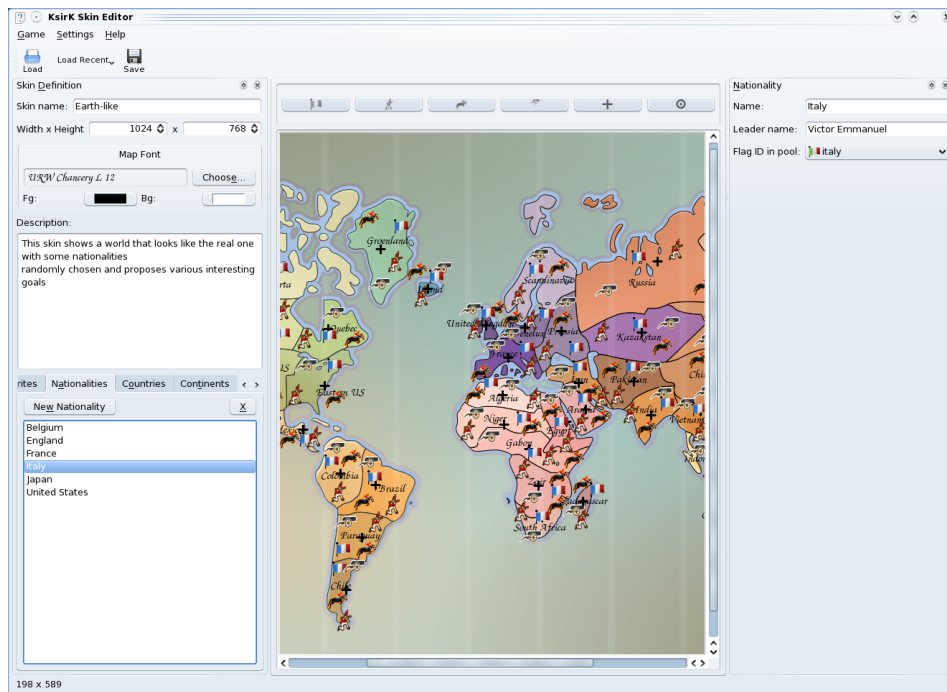 KsirK Skin Editor
Game Settings Help
Load Load Recent Save
Skin Definition
Skin name: Earth-like
Width x Height 1024 x 768
Map Font
URW Chancery L 12 Choose...
Fg: Bg:
Description:
This skin shows a world that looks like the real one
with some nationalities
randomly chosen and proposes various interesting
goals
rites Nationalities Countries Continents
New Nationality X
Belgium
England
France
Italy
Japan
United States
Groenland
Scandinavia
Russia
Quebec
United
Kazakstan
France
Eastern US
Algeria
Pakistan
India
Vietnam
Niger
Egypt
Gabon
Colombia
Brazil
Zair
South Africa
Paraguay
Chili
Nationality
Name: Italy
Leader name: Victor Emmanuel
Flag ID in pool: italy
198 x 589